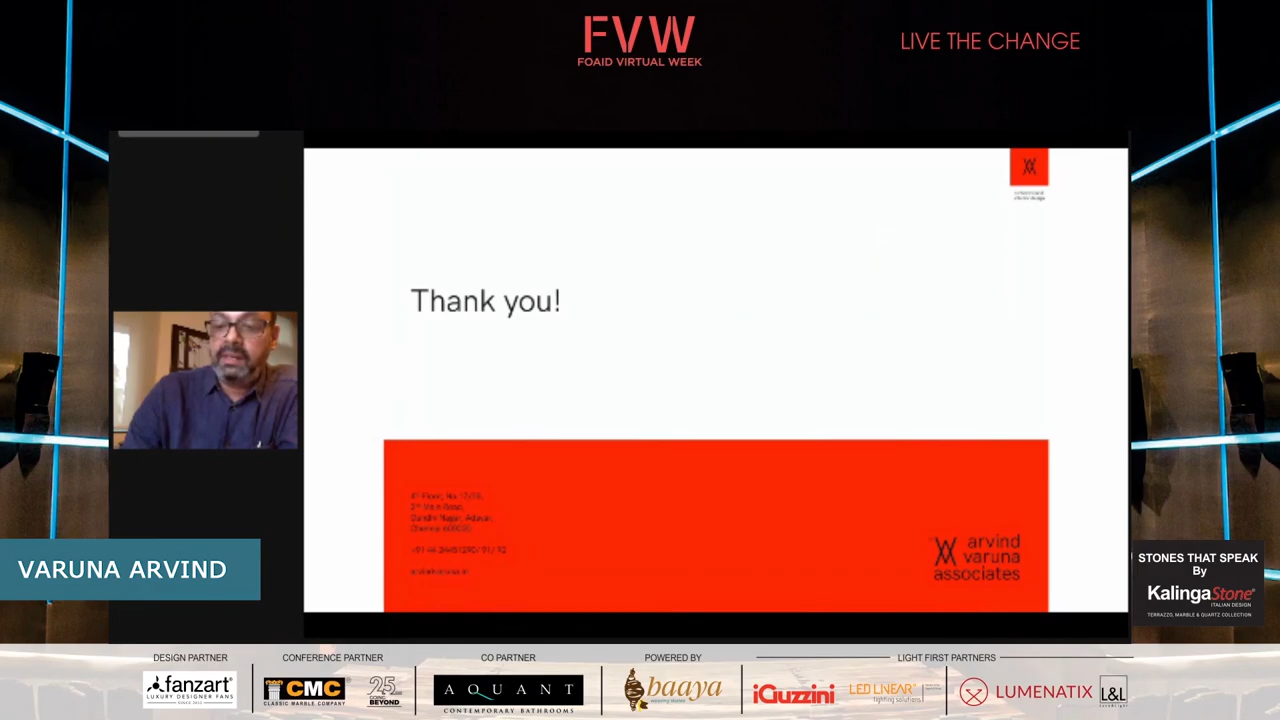 FVW
FOAID VIRTUAL WEEK
LIVE THE CHANGE
Thank you!
arvind
varuna
associates
VARUNA ARVIND
STONES THAT SPEAK
By
KalingaStone
ITALIAN DESIGN
TERRAZZO, MARBLE & QUARTZ COLLECTION
DESIGN PARTNER
CONFERENCE PARTNER
CO PARTNER
POWERED BY
LIGHT FIRST PARTNERS
fanzart
LUXURY DESIGNER FANS
CMC
CLASSIC MARBLE COMPANY
25
GOING
BEYOND
AQUANT
CONTEMPORARY BATHROOMS
baaya
iGuzzini
LED LNEAR
lighting solutions
LUMENATIX
L&L